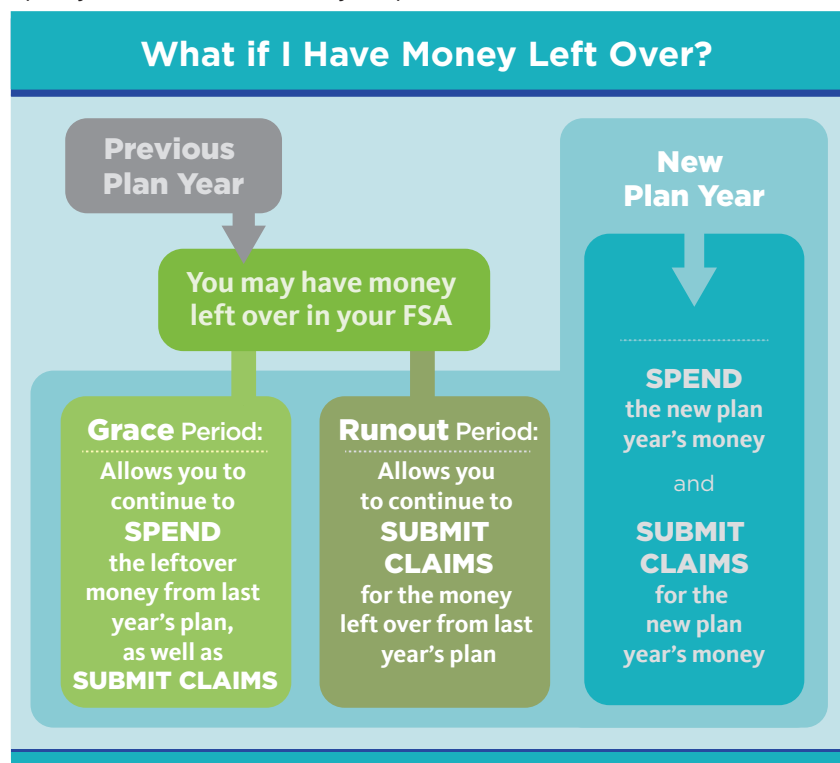 What if I Have Money Left Over?
Previous
Plan Year
You may have money
left over in your FSA
Grace Period:
Allows you to
continue to
SPEND
the leftover
money from last
year's plan,
as well as
SUBMIT CLAIMS
Runout Period:
Allows you
to continue to
SUBMIT
CLAIMS
for the money
left over from last
year's plan
New
Plan Year
SPEND
the new plan
year's money
and
SUBMIT
CLAIMS
for the
new plan
year's money